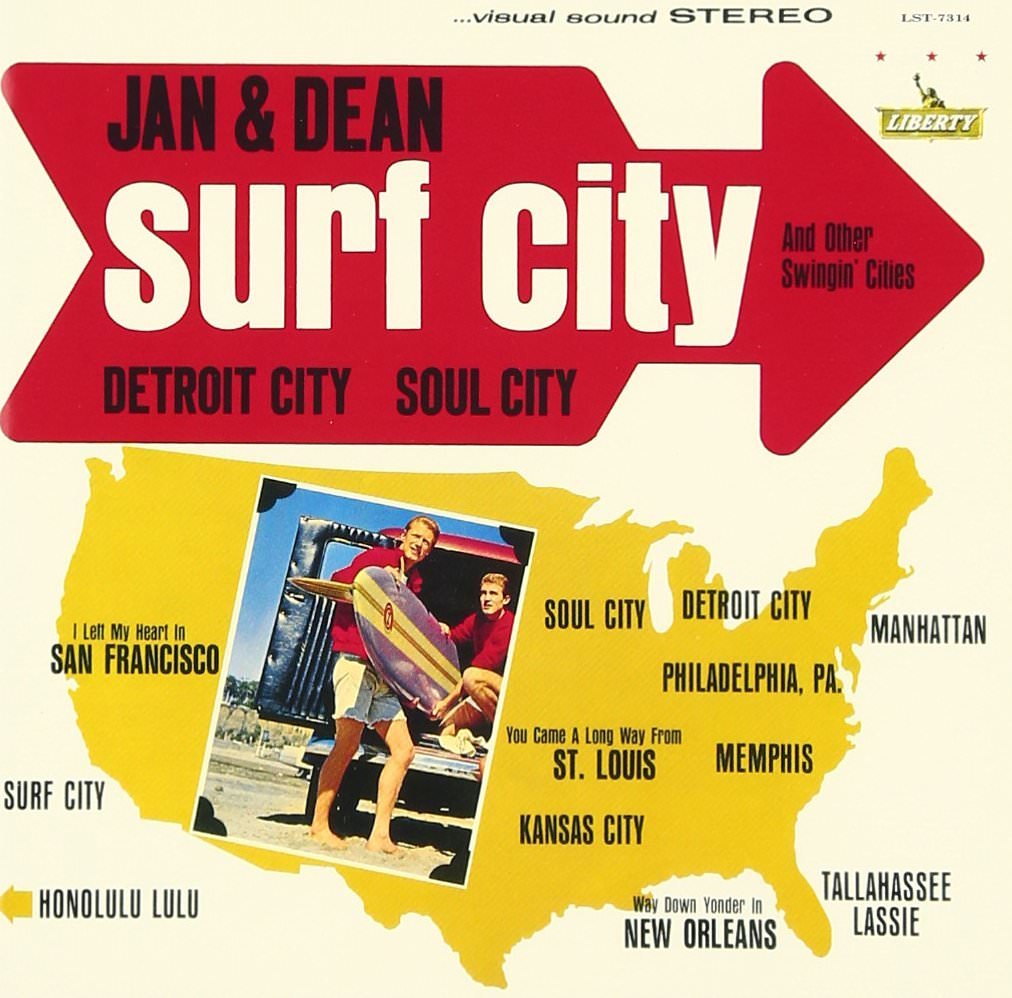 ...visual sound STEREO
LST-7314
LIBERTY
JAN & DEAN
surf city
And Other
Swingin' Cities
DETROIT CITY SOUL CITY
SOUL CITY
DETROIT CITY
MANHATTAN
I Left My Heart In
SAN FRANCISCO
PHILADELPHIA, PA.
You Came A Long Way From
ST. LOUIS
MEMPHIS
SURF CITY
KANSAS CITY
HONOLULU LULU
Way Down Yonder In
NEW ORLEANS
TALLAHASSEE
LASSIE